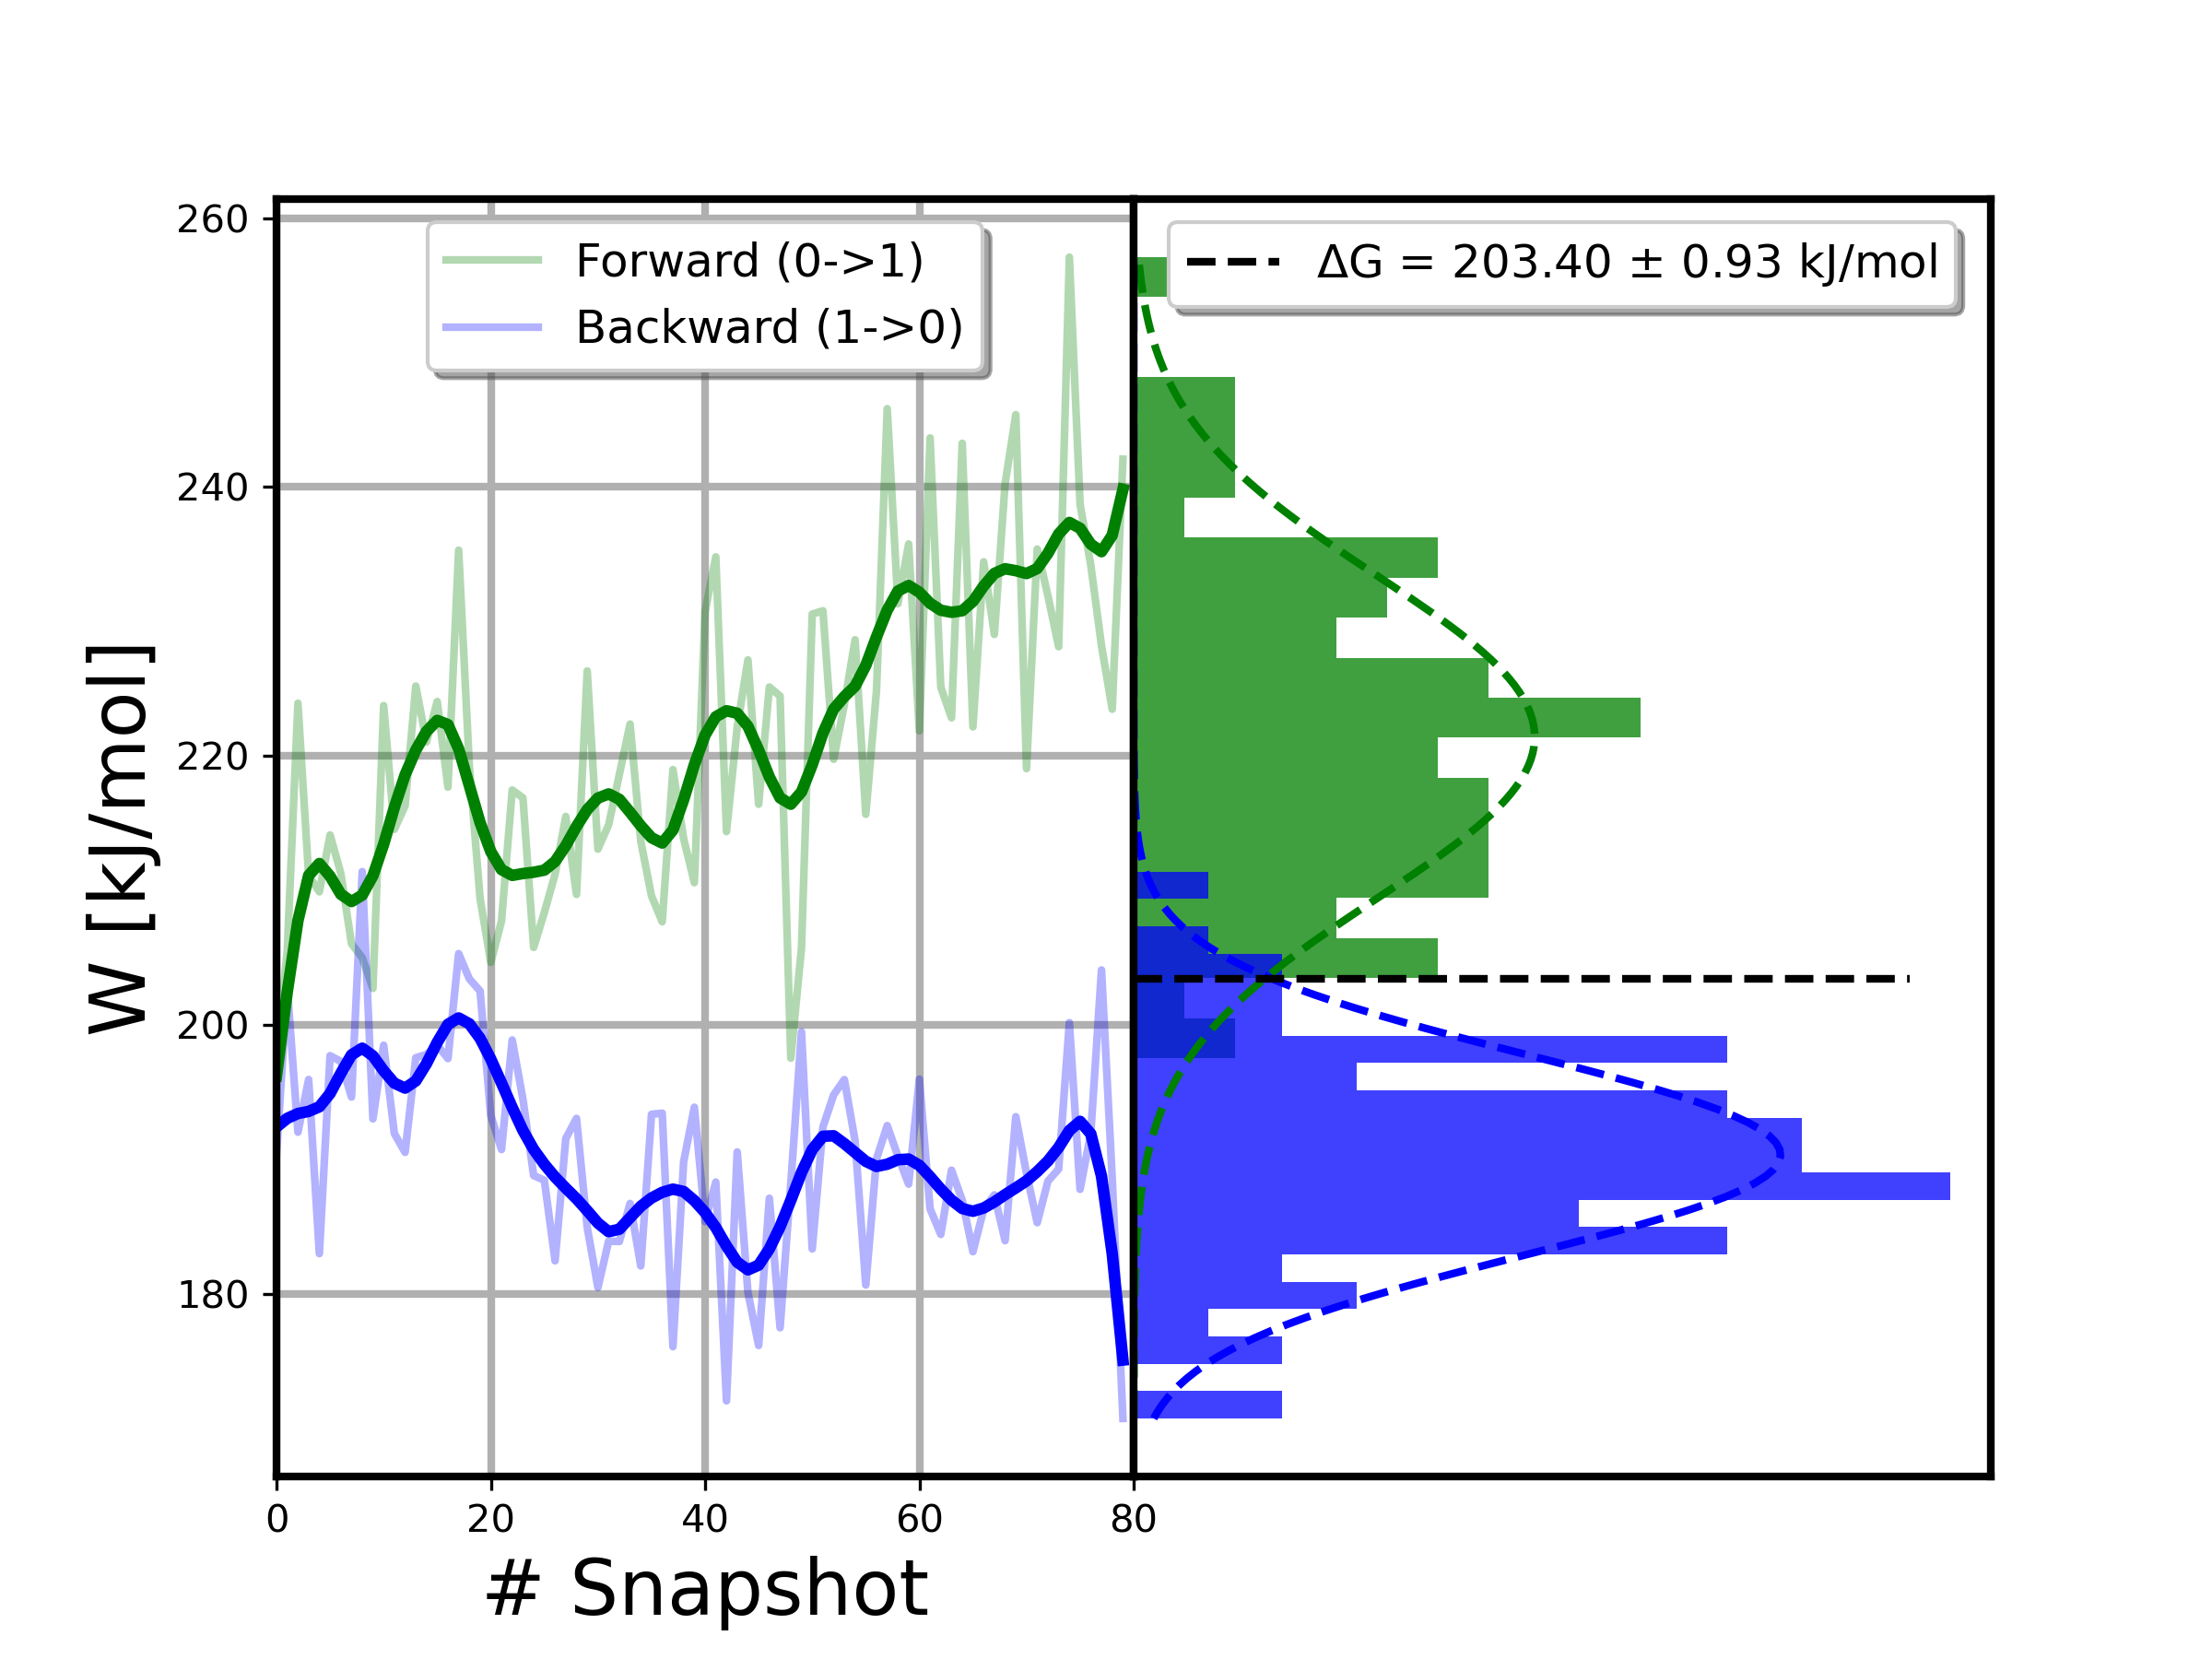 260
240
220
200
180
W [kJ/mol]
Forward (0->1)
Backward (1->0)
ΔG = 203.40 ± 0.93 kJ/mol
0 20 40 60 80
# Snapshot